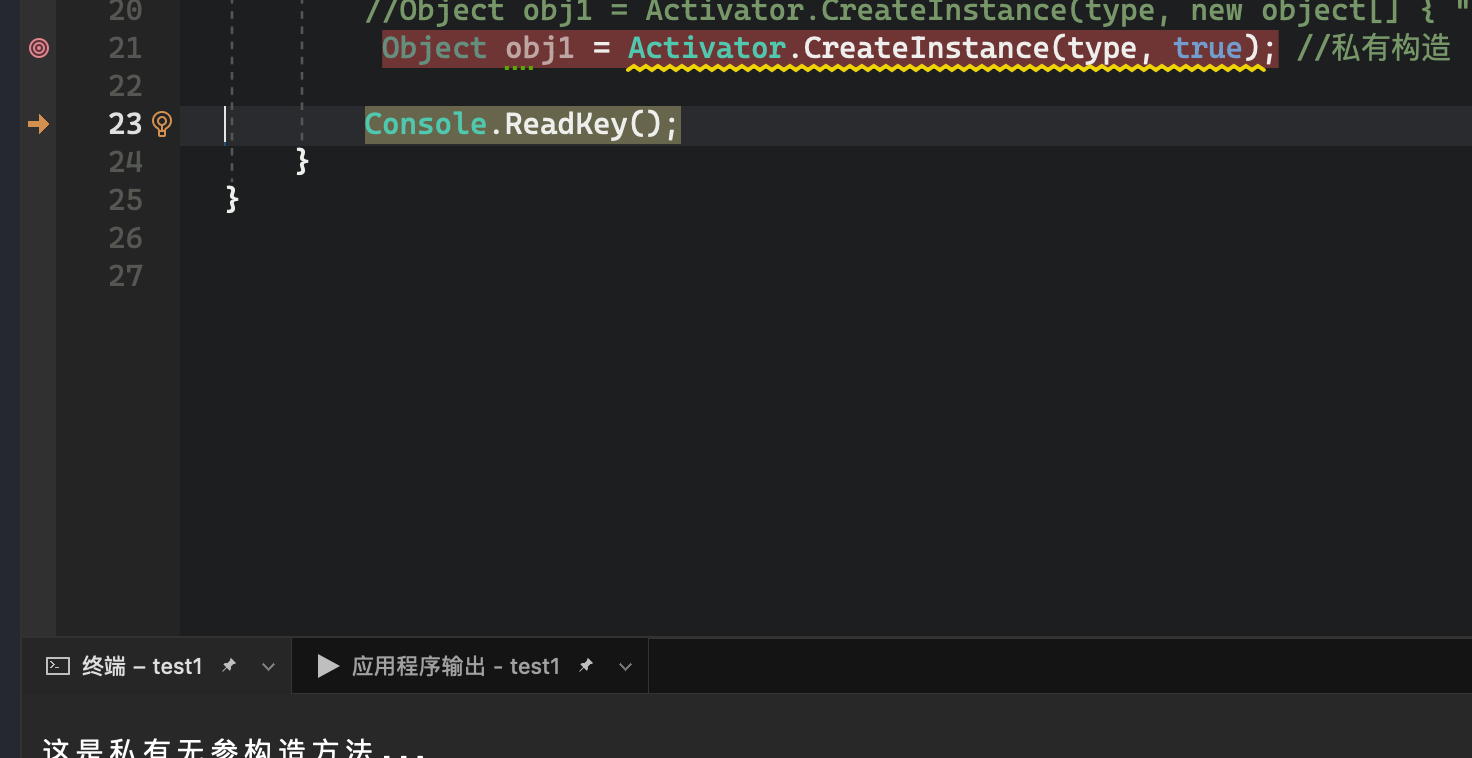 20 //Object obj1 = Activator.CreateInstance(type, new object[] { "
21 Object obj1 = Activator.CreateInstance(type, true); //私有构造
22
23 Console.ReadKey();
24 }
25 }
26
27
终端 – test1 应用程序输出 - test1
这是私有无参构造方法...